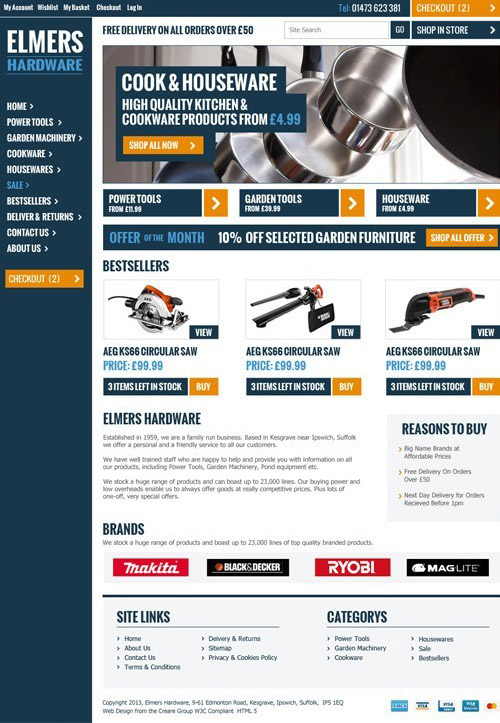 My Account Wishlist My Basket Checkout Log In
Tel: 01473 623 381
CHECKOUT (2)
ELMERS
HARDWARE
FREE DELIVERY ON ALL ORDERS OVER £50
Site Search
GO
SHOP IN STORE
HOME
POWER TOOLS
GARDEN MACHINERY
COOKWARE
HOUSEWARES
SALE
BESTSELLERS
DELIVER & RETURNS
CONTACT US
ABOUT US
CHECKOUT (2)
COOK & HOUSEWARE
HIGH QUALITY KITCHEN &
COOKWARE PRODUCTS FROM £4.99
SHOP ALL NOW
POWER TOOLS
FROM £11.99
GARDEN TOOLS
FROM £39.99
HOUSEWARE
FROM £4.99
OFFER OF THE MONTH 10% OFF SELECTED GARDEN FURNITURE
SHOP ALL OFFER
BESTSELLERS
VIEW
VIEW
VIEW
AEG KS66 CIRCULAR SAW
PRICE: £99.99
3 ITEMS LEFT IN STOCK
BUY
AEG KS66 CIRCULAR SAW
PRICE: £99.99
3 ITEMS LEFT IN STOCK
BUY
AEG KS66 CIRCULAR SAW
PRICE: £99.99
3 ITEMS LEFT IN STOCK
BUY
ELMERS HARDWARE
Established in 1959, we are a family run business. Based in Kesgrave near Ipswich, Suffolk
we offer a personal and a friendly service to all our customers.
We have well trained staff who are happy to help and provide you with information on all
our products, including Power Tools, Garden Machinery, Pond equipment etc.
We stock a huge range of products and can boast up to 23,000 lines. Our buying power and
low overheads enable us to always offer goods at really competitive prices. Plus lots of
one-off, very special offers.
REASONS TO BUY
Big Name Brands at
Affordable Prices
Free Delivery On Orders
Over £50
Next Day Delivery for Orders
Recieved Before 1pm
BRANDS
We stock a huge range of products and boast up to 23,000 lines of top quality branded products.
makita
BLACK&DECKER
RYOBI
MAGLITE
SITE LINKS
Home
About Us
Contact Us
Terms & Conditions
Delivery & Returns
Sitemap
Privacy & Cookies Policy
CATEGORYS
Power Tools
Garden Machinery
Cookware
Housewares
Sale
Bestsellers
Copyright 2013, Elmers Hardware, 9-61 Edmonton Road, Kesgrave, Ipswich, Suffolk, IP5 1EQ
Web Design from the Creare Group W3C Compliant HTML 5